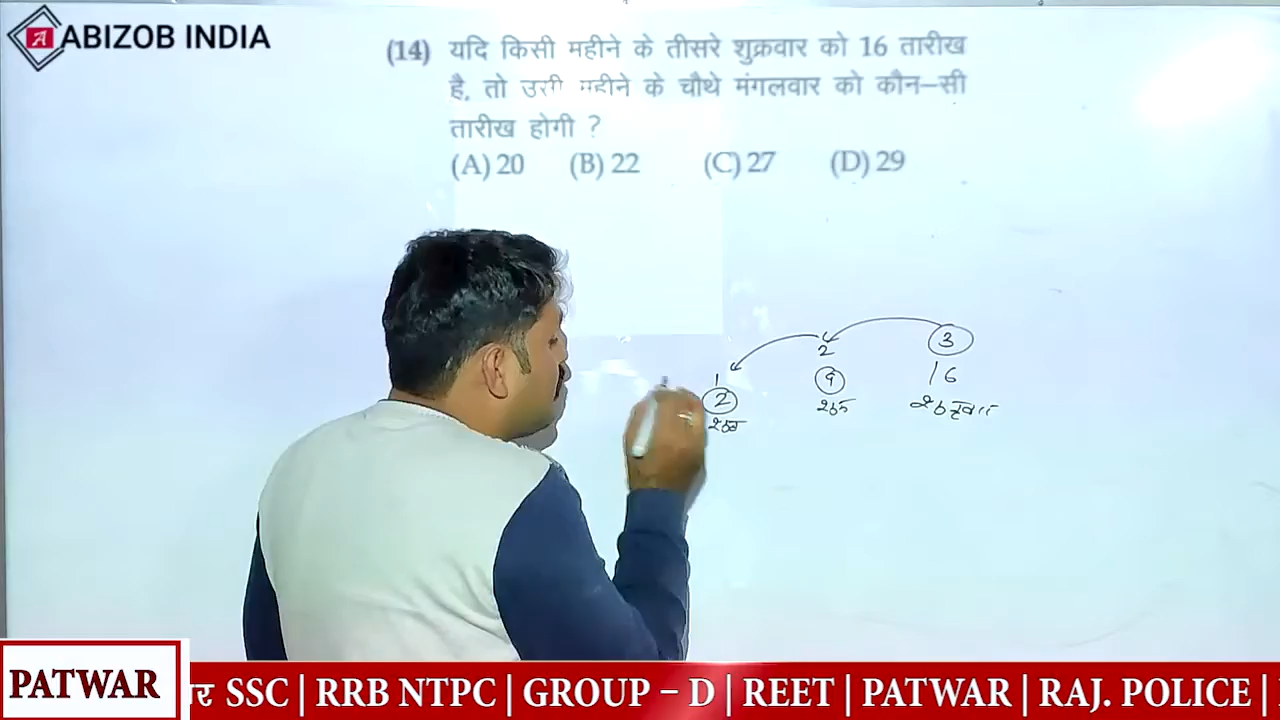 ABIZOB INDIA
(14) यदि किसी महीने के तीसरे शुक्रवार को 16 तारीख
है, तो उसी महीने के चौथे मंगलवार को कौन-सी
तारीख होगी ?
(A) 20 (B) 22 (C) 27 (D) 29
1 2 3
2 9 16
PATWAR
र SSC | RRB NTPC | GROUP - D | REET | PATWAR | RAJ. POLICE |